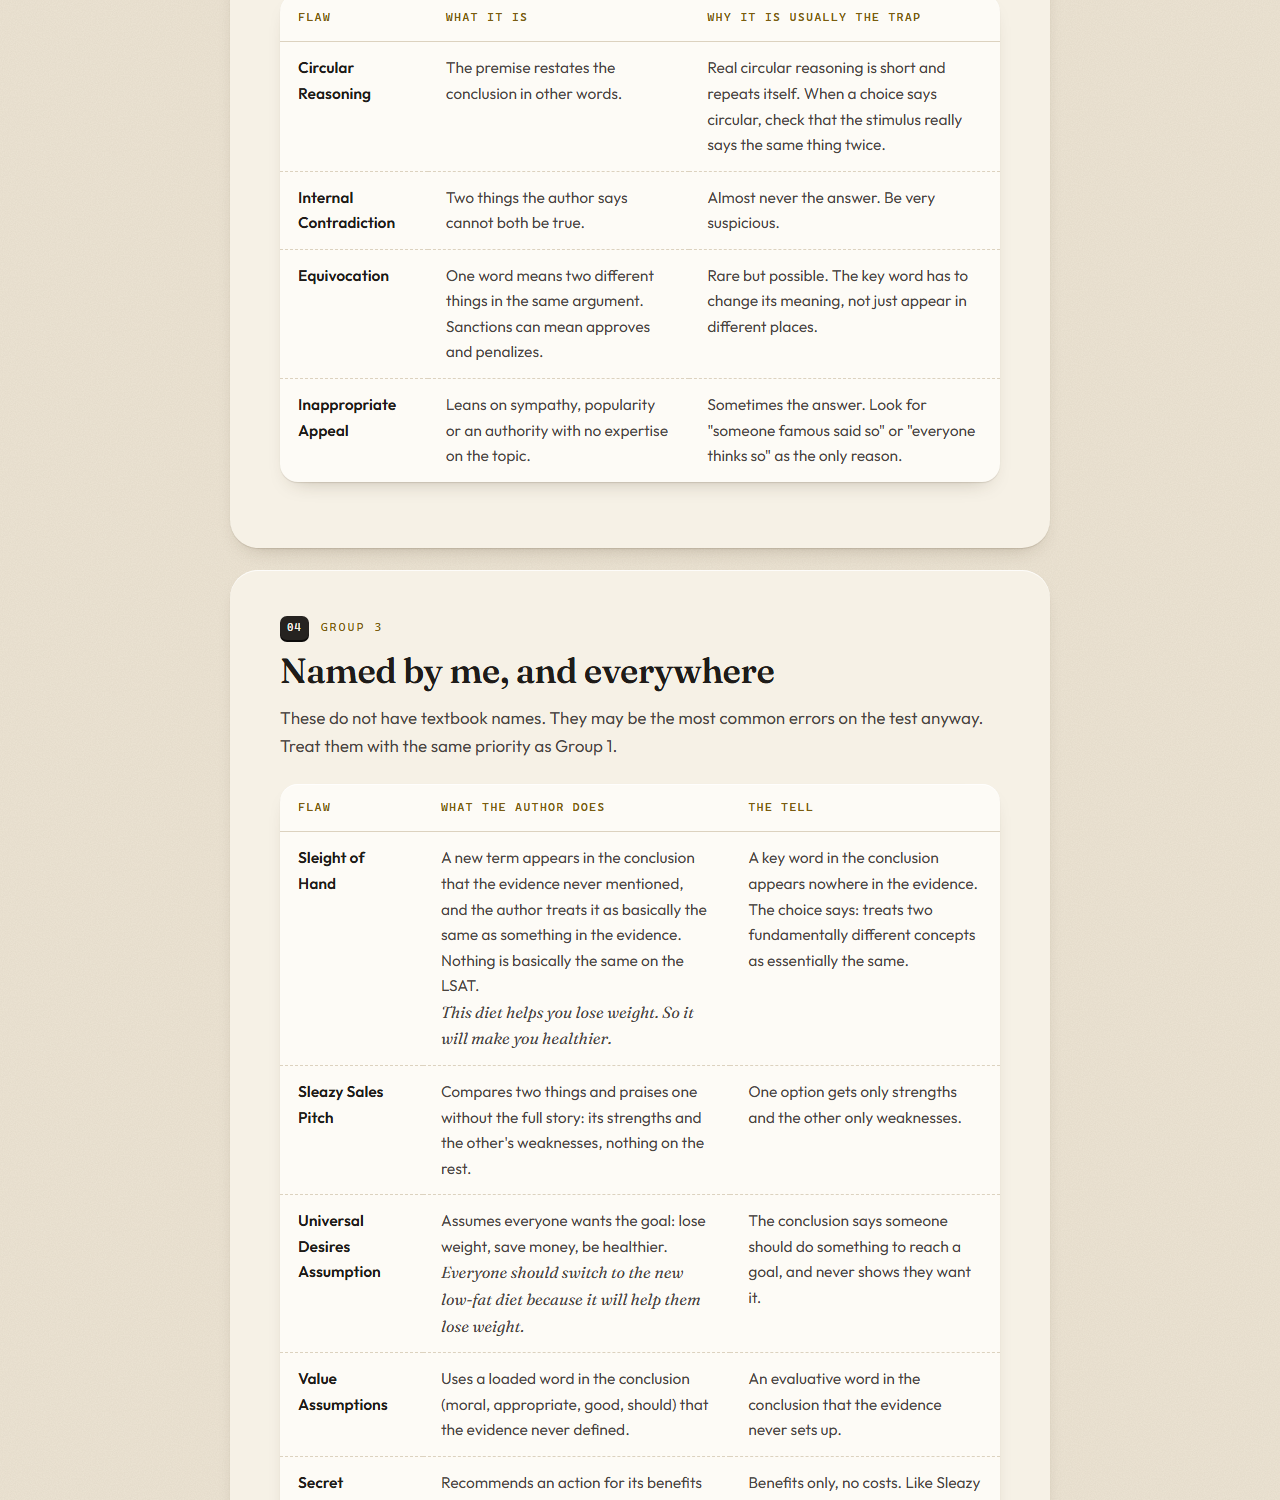 FLAW WHAT IT IS WHY IT IS USUALLY THE TRAP
Circular The premise restates the Real circular reasoning is short and
Reasoning conclusion in other words. repeats itself. When a choice says
circular, check that the stimulus really
says the same thing twice.
Internal Two things the author says Almost never the answer. Be very
Contradiction cannot both be true. suspicious.
Equivocation One word means two different Rare but possible. The key word has to
things in the same argument. change its meaning, not just appear in
Sanctions can mean approves different places.
and penalizes.
Inappropriate Leans on sympathy, popularity Sometimes the answer. Look for
Appeal or an authority with no expertise "someone famous said so" or "everyone
on the topic. thinks so" as the only reason.
04 GROUP 3
Named by me, and everywhere
These do not have textbook names. They may be the most common errors on the test anyway.
Treat them with the same priority as Group 1.
FLAW WHAT THE AUTHOR DOES THE TELL
Sleight of A new term appears in the conclusion A key word in the conclusion
Hand that the evidence never mentioned, appears nowhere in the evidence.
and the author treats it as basically the The choice says: treats two
same as something in the evidence. fundamentally different concepts
Nothing is basically the same on the as essentially the same.
LSAT.
This diet helps you lose weight. So it
will make you healthier.
Sleazy Sales Compares two things and praises one One option gets only strengths
Pitch without the full story: its strengths and and the other only weaknesses.
the other's weaknesses, nothing on the
rest.
Universal Assumes everyone wants the goal: lose The conclusion says someone
Desires weight, save money, be healthier. should do something to reach a
Assumption Everyone should switch to the new goal, and never shows they want
low-fat diet because it will help them it.
lose weight.
Value Uses a loaded word in the conclusion An evaluative word in the
Assumptions (moral, appropriate, good, should) that conclusion that the evidence
the evidence never defined. never sets up.
Secret Recommends an action for its benefits Benefits only, no costs. Like Sleazy